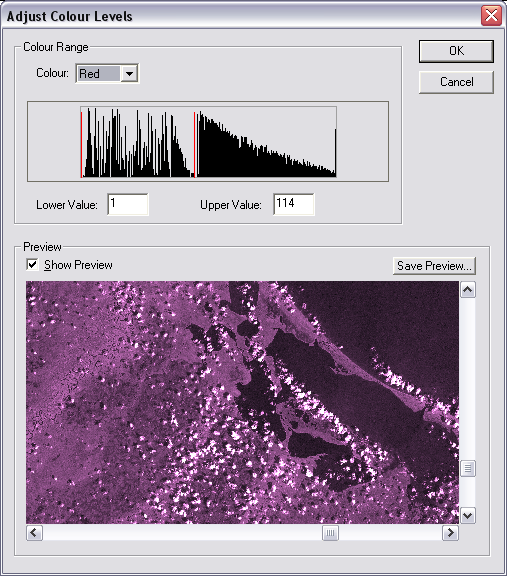 Adjust Colour Levels
Colour Range
OK
Colour: Red
Cancel
Lower Value: 1 Upper Value: 114
Preview
Show Preview Save Preview...